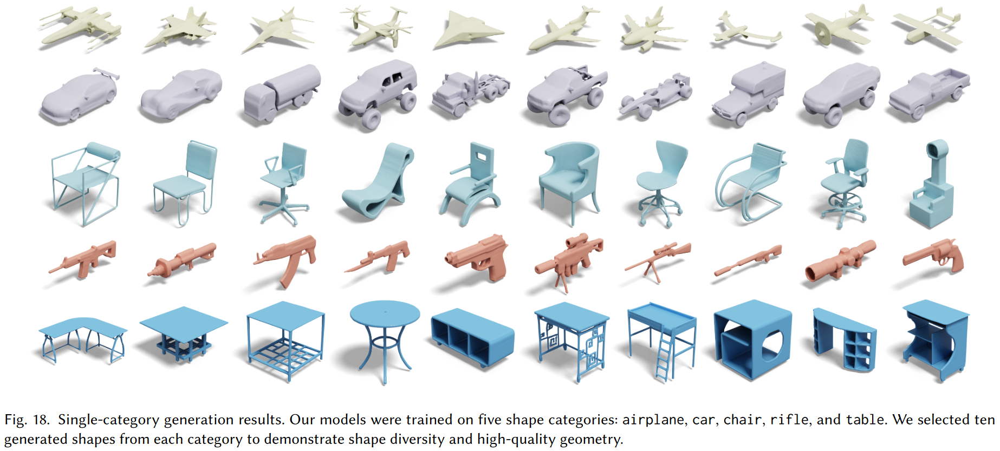 Fig. 18. Single-category generation results. Our models were trained on five shape categories: airplane, car, chair, rifle, and table. We selected ten
generated shapes from each category to demonstrate shape diversity and high-quality geometry.